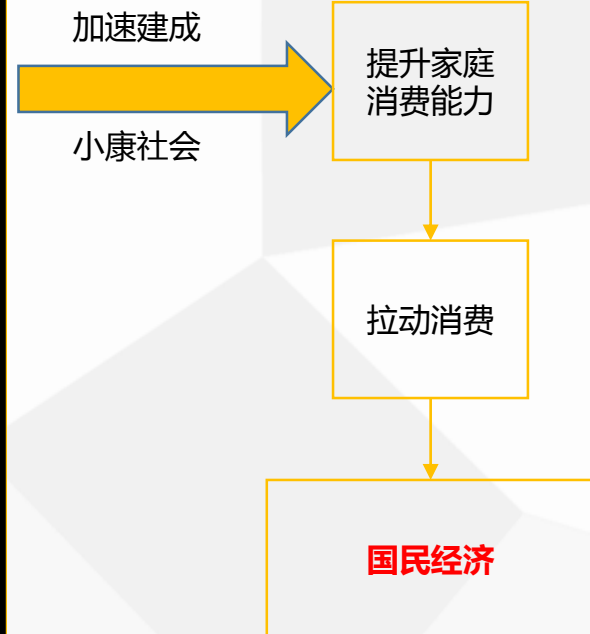 加速建成
小康社会
提升家庭
消费能力
拉动消费
国民经济